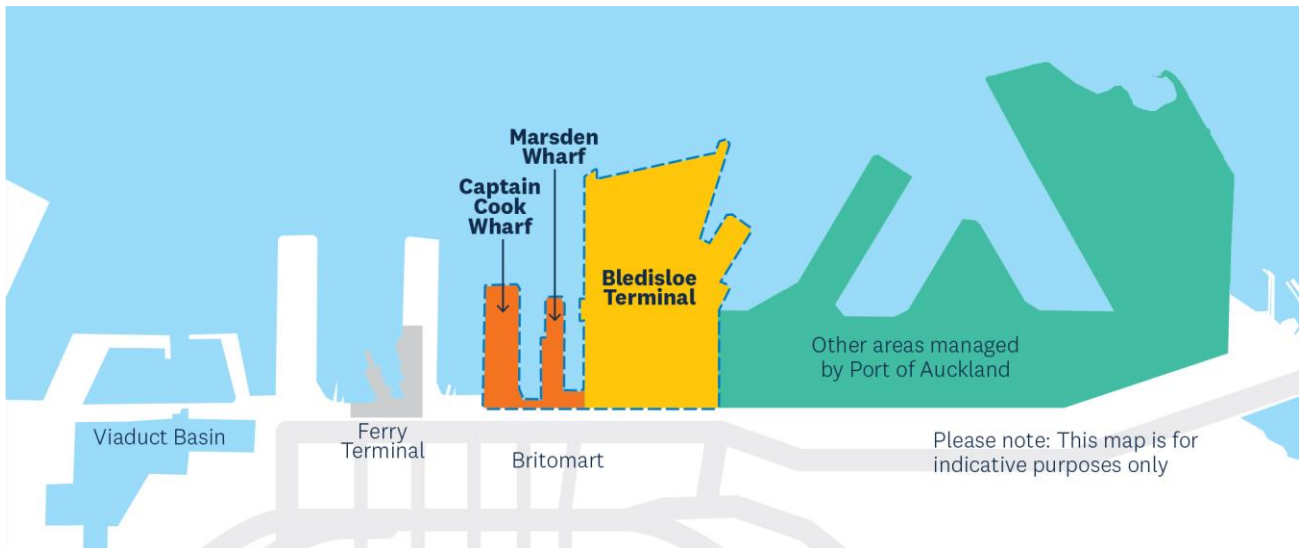 Marsden
Wharf
Captain
Cook
Wharf
Bledisloe
Terminal
Other areas managed
by Port of Auckland
Viaduct Basin
Ferry
Terminal
Britomart
Please note: This map is for
indicative purposes only